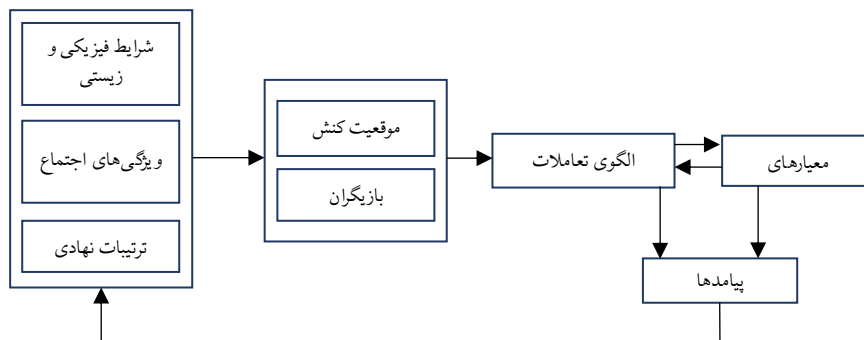 شرایط فیزیکی و
زیستی
ویژگی‌های اجتماع
ترتیبات نهادی
موقعیت کنش
بازیگران
الگوی تعاملات
معیارهای
پیامدها